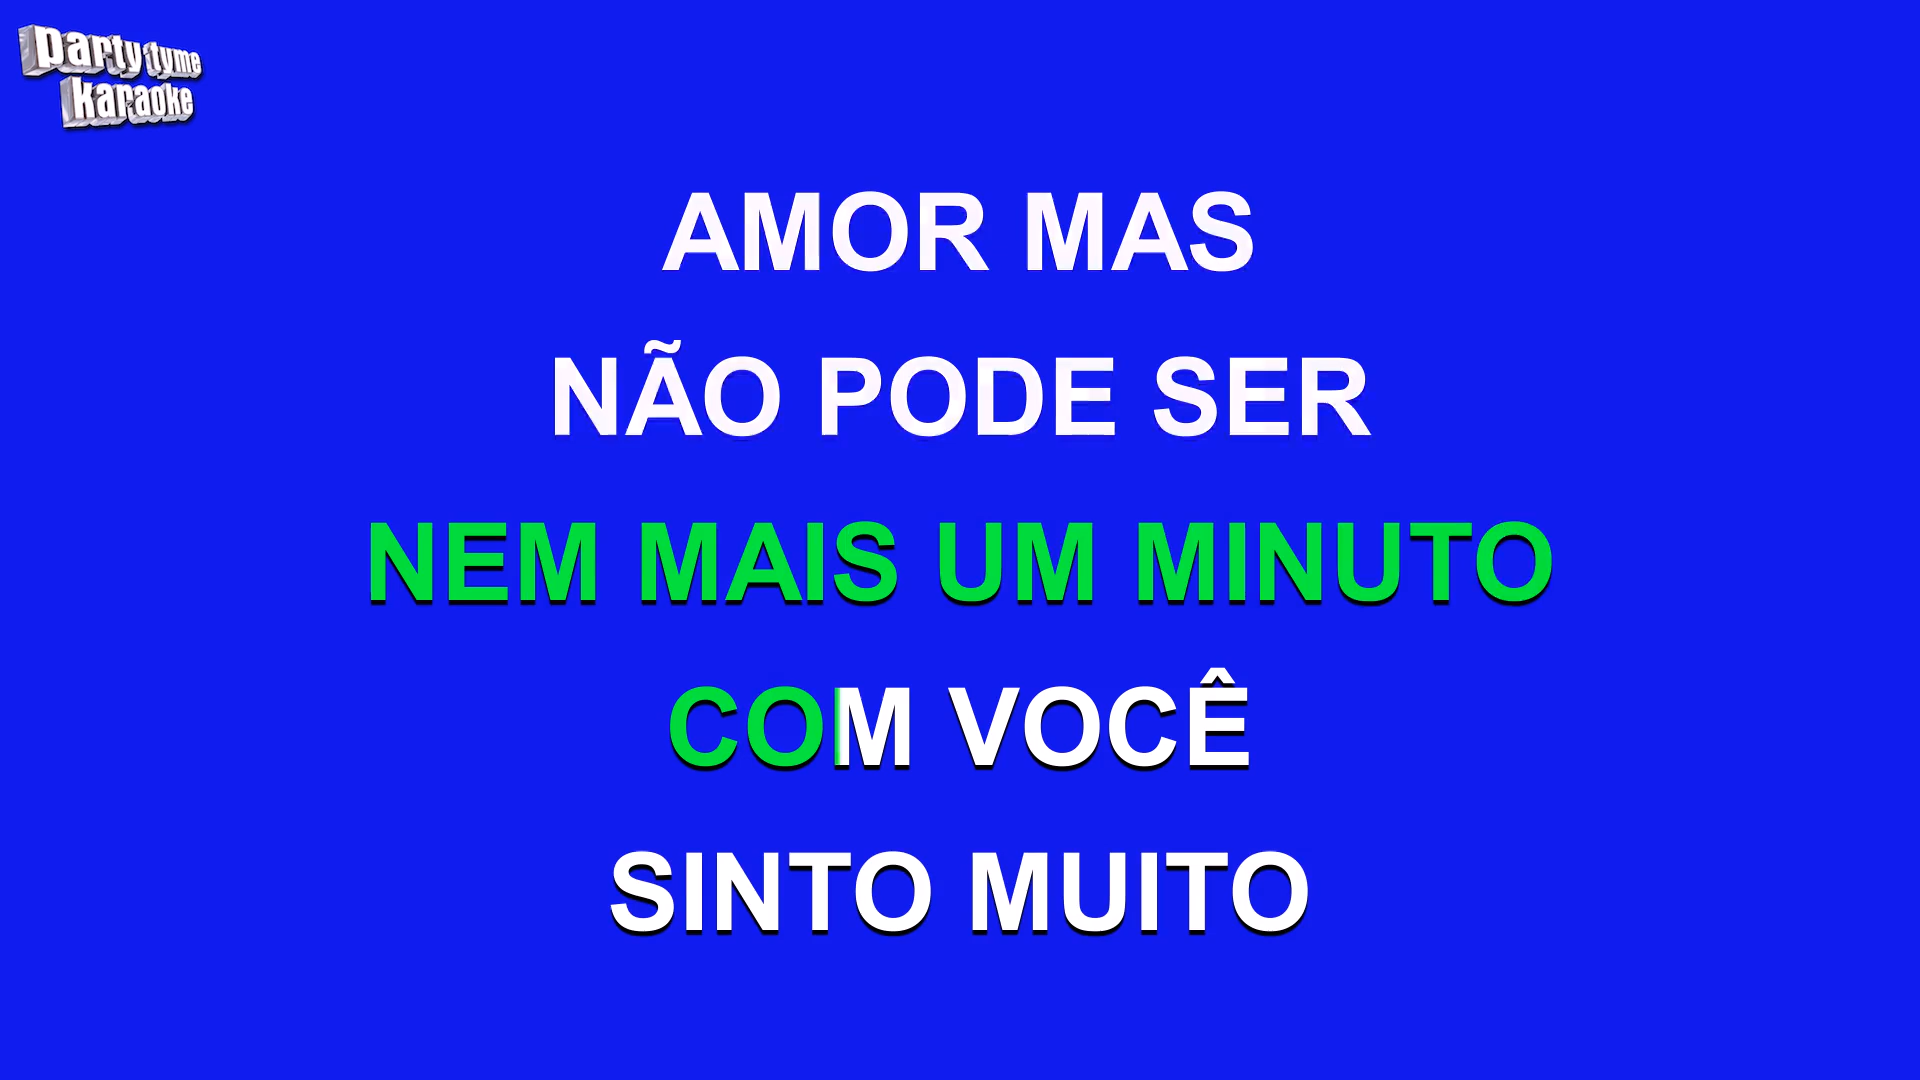 party tyme
karaoke
AMOR MAS
NÃO PODE SER
NEM MAIS UM MINUTO
COM VOCÊ
SINTO MUITO